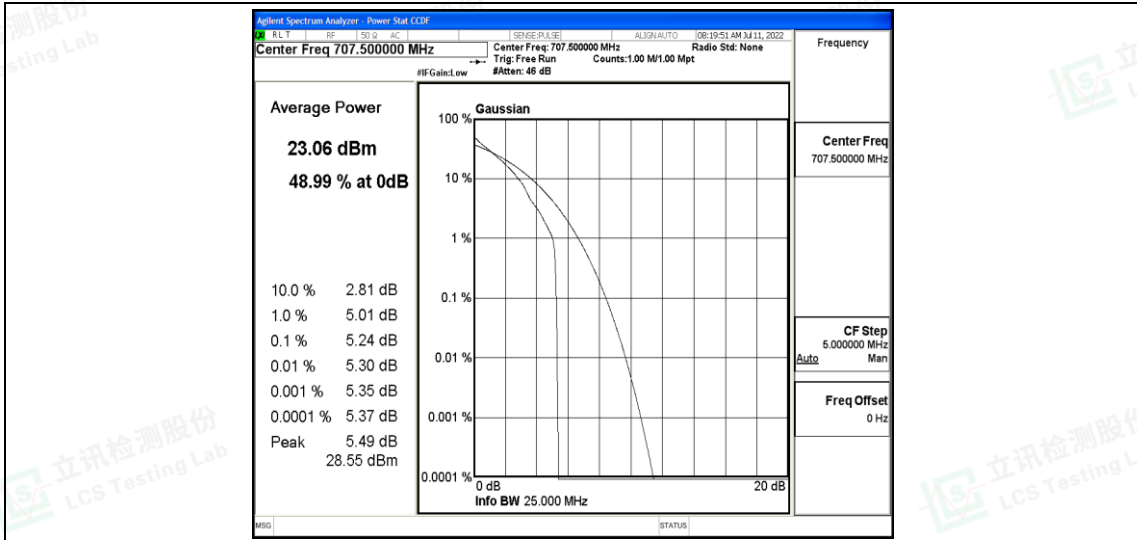 Agilent Spectrum Analyzer - Power Stat CCDF
RLT RF 50 Ω AC SENSE:PULSE ALIGNAUTO 08:19:51 AM Jul 11, 2022
Center Freq 707.500000 MHz
Center Freq: 707.500000 MHz Radio Std: None
Trig: Free Run Counts:1.00 M/1.00 Mpt
#IFGain:Low #Atten: 46 dB
Frequency
Average Power
23.06 dBm
48.99 % at 0dB
10.0 % 2.81 dB
1.0 % 5.01 dB
0.1 % 5.24 dB
0.01 % 5.30 dB
0.001 % 5.35 dB
0.0001 % 5.37 dB
Peak 5.49 dB
28.55 dBm
Gaussian
100 %
10 %
1 %
0.1 %
0.01 %
0.001 %
0.0001 %
0 dB 20 dB
Info BW 25.000 MHz
Center Freq
707.500000 MHz
CF Step
5.000000 MHz
Auto Man
Freq Offset
0 Hz
MSG STATUS
立讯检测股份
LCS Testing Lab
立讯检测股份
LCS Testing L